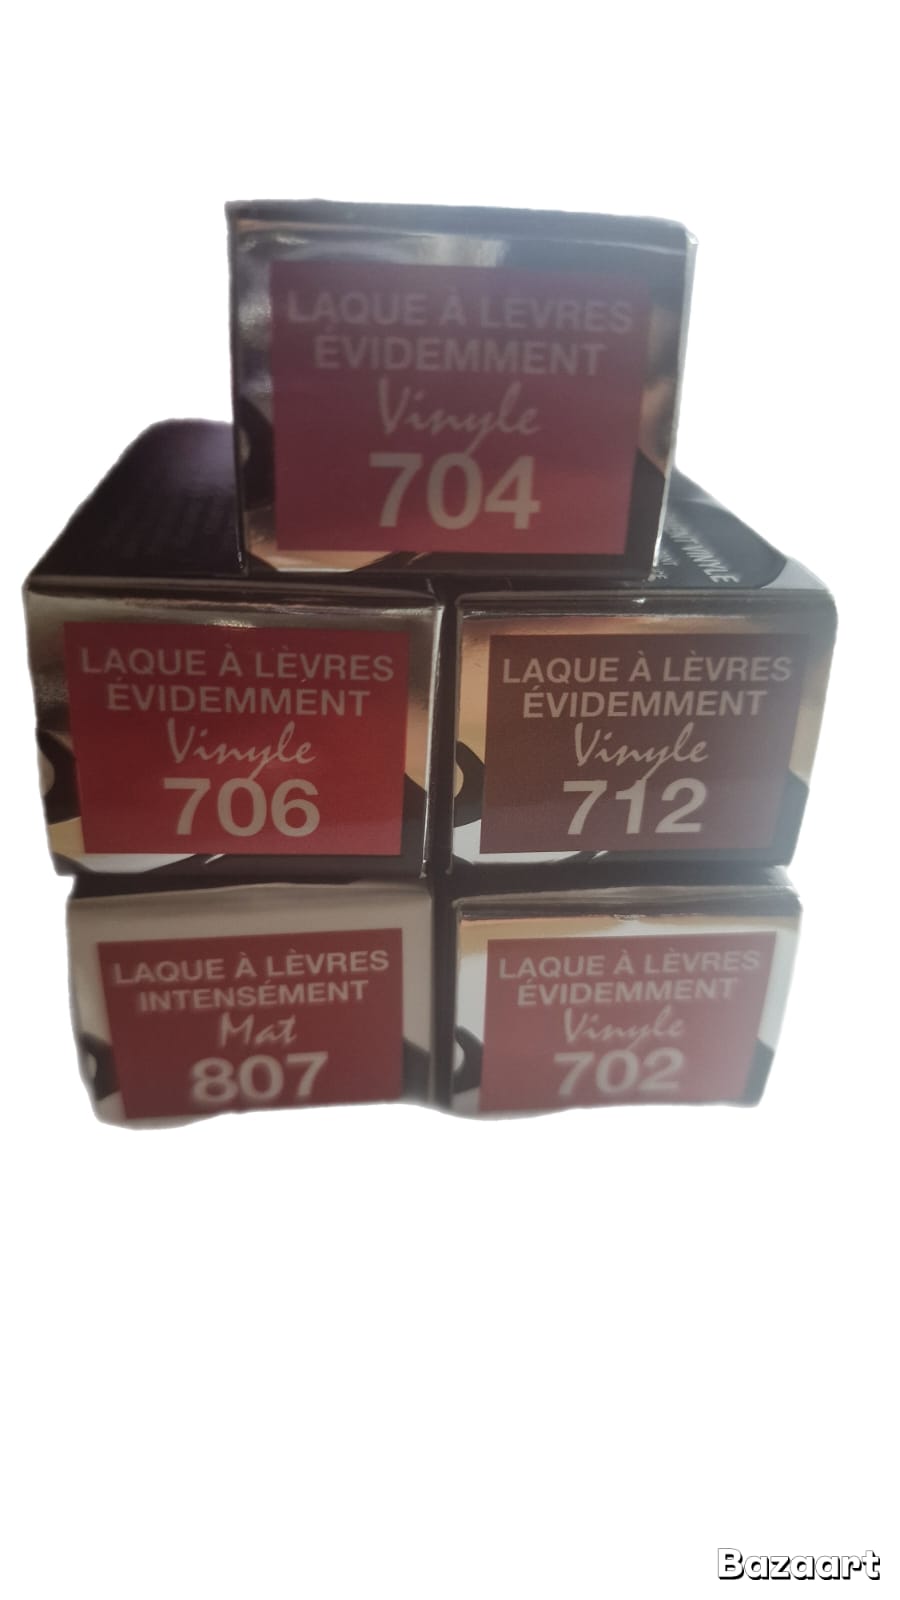 LAQUE À LÈVRES
ÉVIDEMMENT
Vinyle
704
LAQUE À LÈVRES
ÉVIDEMMENT
Vinyle
706
VINYLE
LAQUE À LÈVRES
ÉVIDEMMENT
Vinyle
712
LAQUE À LÈVRES
INTENSÉMENT
Mat
807
LAQUE À LÈVRES
ÉVIDEMMENT
Vinyle
702
Bazaart